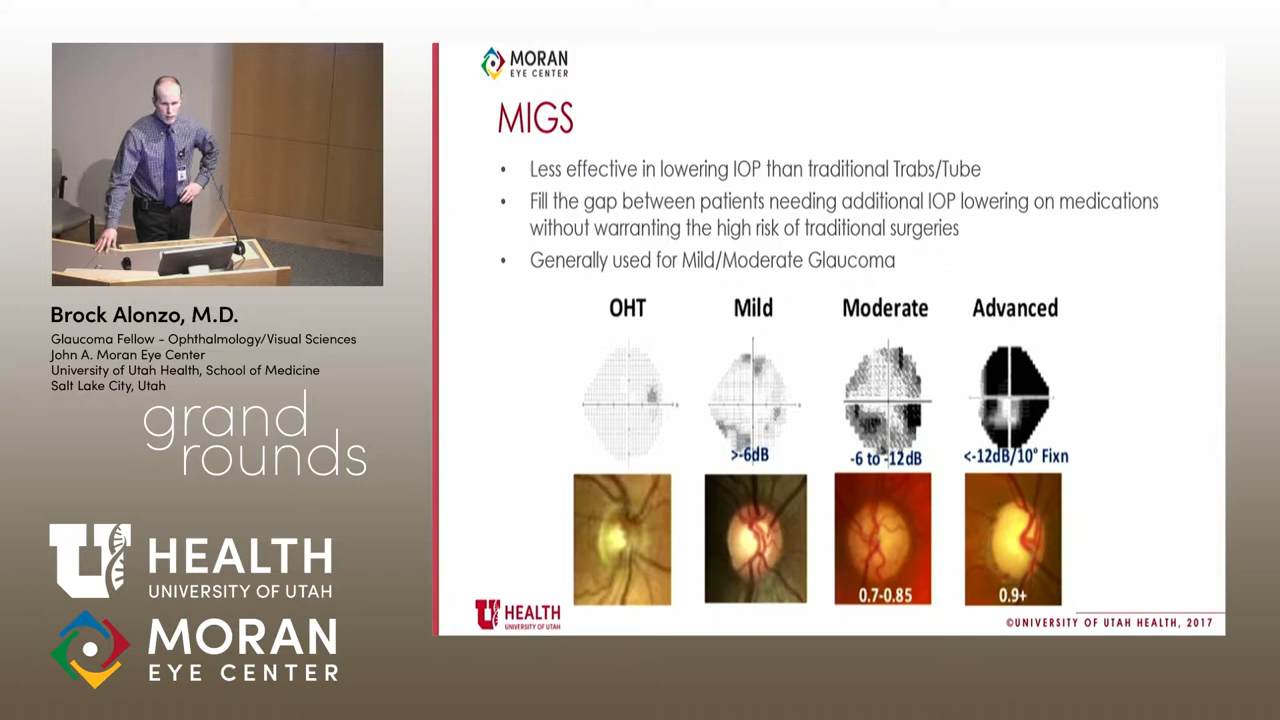 MORAN
EYE CENTER
MIGS
• Less effective in lowering IOP than traditional Trabs/Tube
• Fill the gap between patients needing additional IOP lowering on medications
without warranting the high risk of traditional surgeries
• Generally used for Mild/Moderate Glaucoma
OHT Mild Moderate Advanced
>-6dB -6 to -12dB <-12dB/10° Fixn
0.7-0.85 0.9+
U HEALTH
UNIVERSITY OF UTAH
©UNIVERSITY OF UTAH HEALTH, 2017
Brock Alonzo, M.D.
Glaucoma Fellow - Ophthalmology/Visual Sciences
John A. Moran Eye Center
University of Utah Health, School of Medicine
Salt Lake City, Utah
grand
rounds
U HEALTH
UNIVERSITY OF UTAH
MORAN
EYE CENTER